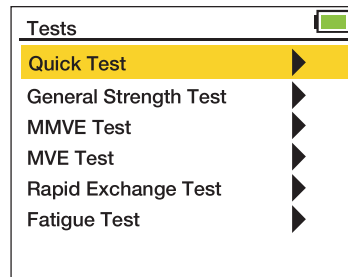 Tests
Quick Test
General Strength Test
MMVE Test
MVE Test
Rapid Exchange Test
Fatigue Test